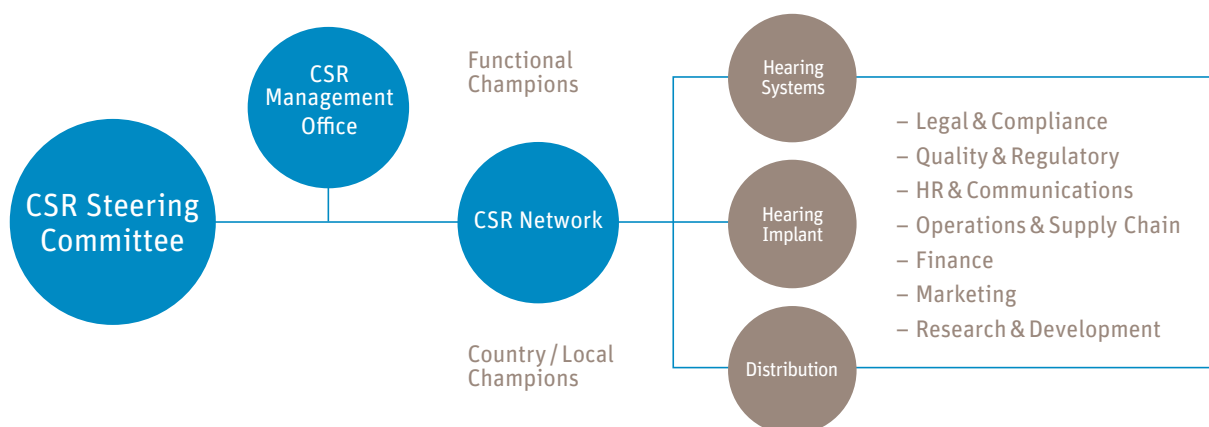 CSR Steering
Committee
CSR
Management
Office
Functional
Champions
CSR Network
Country / Local
Champions
Hearing
Systems
Hearing
Implant
Distribution
– Legal & Compliance
– Quality & Regulatory
– HR & Communications
– Operations & Supply Chain
– Finance
– Marketing
– Research & Development